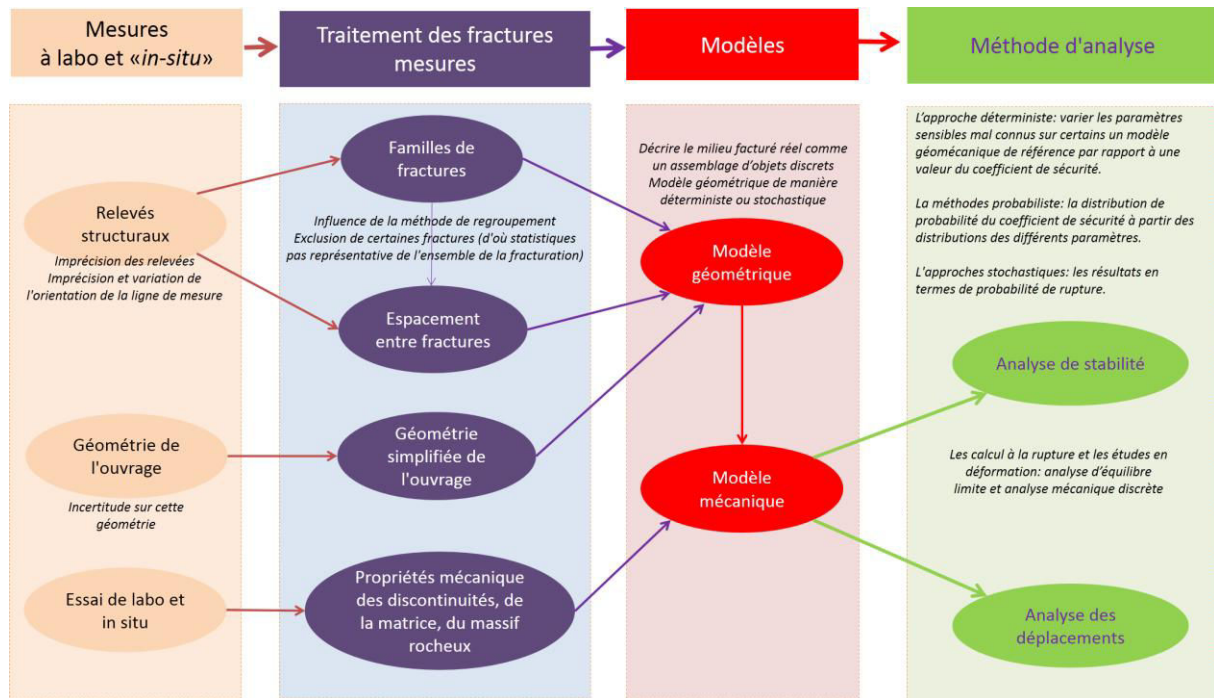 Mesures
à labo et «in-situ»
Traitement des fractures
mesures
Modèles
Méthode d'analyse
Relevés
structuraux
Imprécision des relevées
Imprécision et variation de
l'orientation de la ligne de mesure
Géométrie de
l'ouvrage
Incertitude sur cette
géométrie
Essai de labo et
in situ
Familles de
fractures
Influence de la méthode de regroupement
Exclusion de certaines fractures (d'où statistiques
pas représentative de l'ensemble de la fracturation)
Espacement
entre fractures
Géométrie
simplifiée de
l'ouvrage
Propriétés mécanique
des discontinuités, de
la matrice, du massif
rocheux
Décrire le milieu facturé réel comme
un assemblage d'objets discrets
Modèle géométrique de manière
déterministe ou stochastique
Modèle
géométrique
Modèle
mécanique
L'approche déterministe: varier les paramètres
sensibles mal connus sur certains un modèle
géomécanique de référence par rapport à une
valeur du coefficient de sécurité.
La méthodes probabiliste: la distribution de
probabilité du coefficient de sécurité à partir des
distributions des différents paramètres.
L'approches stochastiques: les résultats en
termes de probabilité de rupture.
Analyse de stabilité
Les calcul à la rupture et les études en
déformation: analyse d'équilibre
limite et analyse mécanique discrète
Analyse des
déplacements